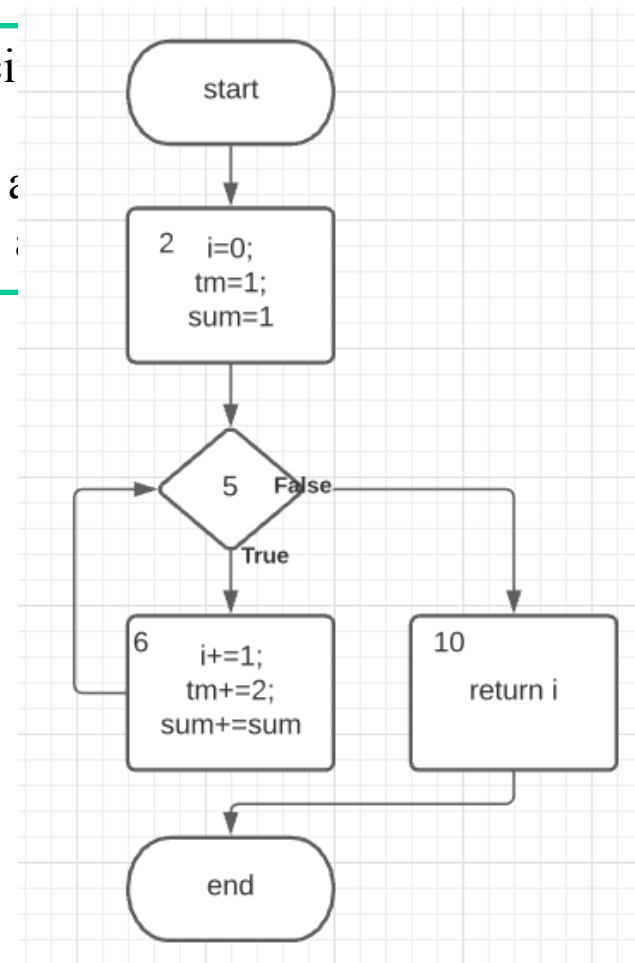 start
2
i=0;
tm=1;
sum=1
5
False
True
6
i+=1;
tm+=2;
sum+=sum
10
return i
end